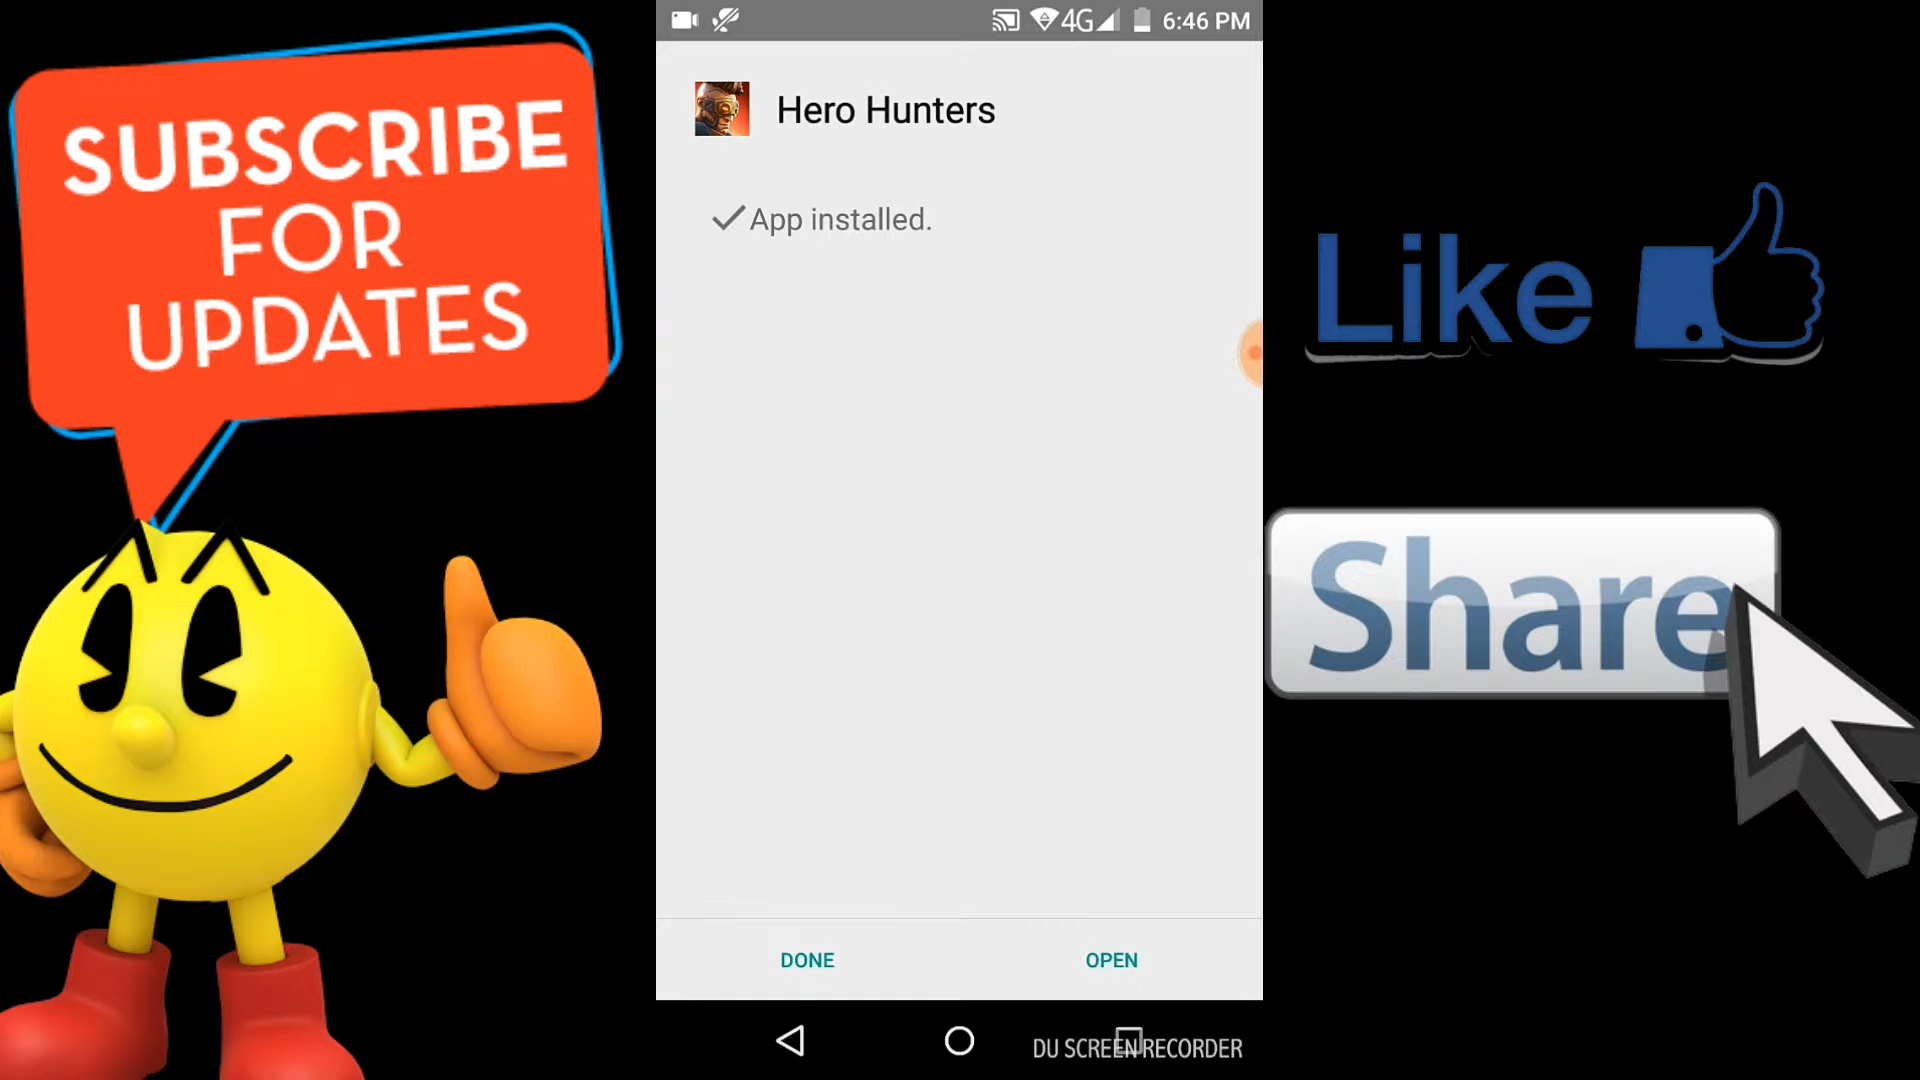 SUBSCRIBE
FOR
UPDATES
4G 6:46 PM
Hero Hunters
App installed.
DONE OPEN
DU SCREEN RECORDER
Like
Share